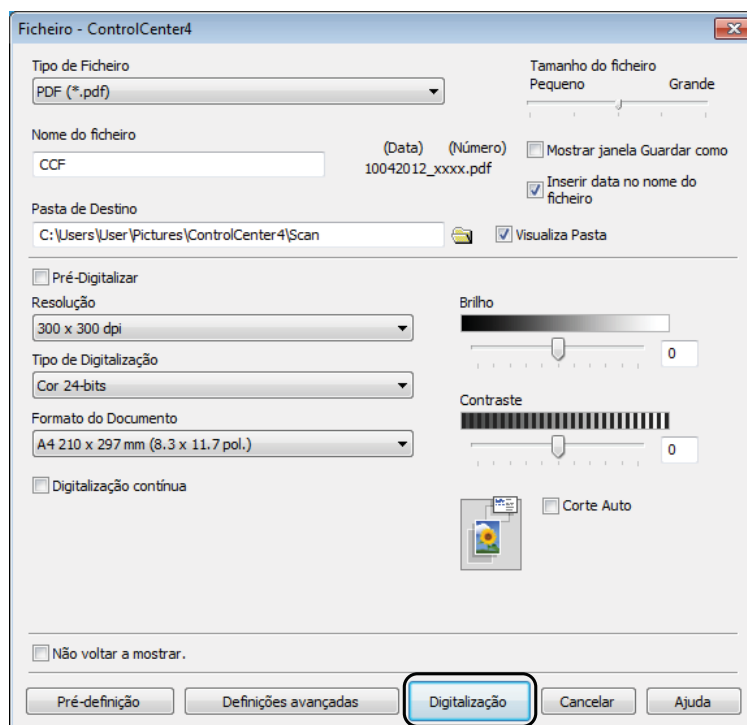 Ficheiro - ControlCenter4
Tipo de Ficheiro
PDF (*.pdf)
Tamanho do ficheiro
Pequeno Grande
Nome do ficheiro
CCF
(Data) (Número)
10042012_xxxx.pdf
Mostrar janela Guardar como
Inserir data no nome do
ficheiro
Pasta de Destino
C:\Users\User\Pictures\ControlCenter4\Scan
Visualiza Pasta
Pré-Digitalizar
Resolução
300 x 300 dpi
Tipo de Digitalização
Cor 24-bits
Formato do Documento
A4 210 x 297 mm (8.3 x 11.7 pol.)
Digitalização contínua
Brilho
0
Contraste
0
Corte Auto
Não voltar a mostrar.
Pré-definição Definições avançadas Digitalização Cancelar Ajuda